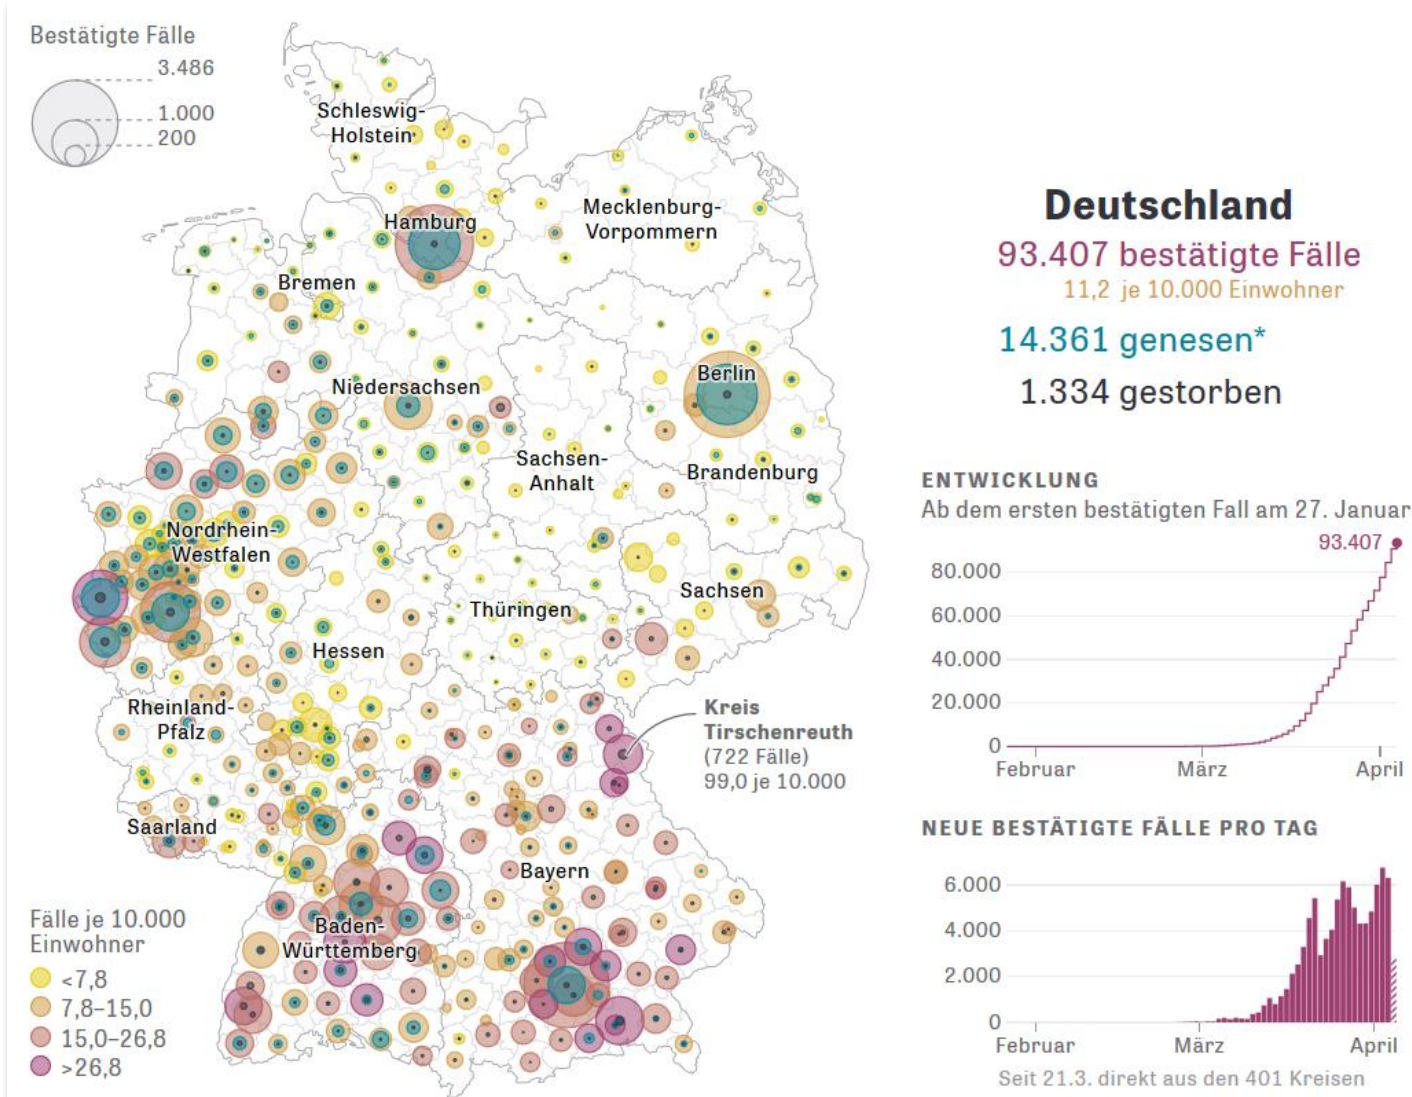 Bestätigte Fälle
3.486
1.000
200
Schleswig-
Holstein
Hamburg
Mecklenburg-
Vorpommern
Bremen
Niedersachsen
Berlin
Sachsen-
Anhalt
Brandenburg
Nordrhein-
Westfalen
Thüringen
Sachsen
Hessen
Rheinland-
Pfalz
Kreis
Tirschenreuth
(722 Fälle)
99,0 je 10.000
Saarland
Bayern
Baden-
Württemberg
Fälle je 10.000
Einwohner
<7,8
7,8–15,0
15,0–26,8
>26,8
Deutschland
93.407 bestätigte Fälle
11,2 je 10.000 Einwohner
14.361 genesen*
1.334 gestorben
ENTWICKLUNG
Ab dem ersten bestätigten Fall am 27. Januar
93.407
80.000
60.000
40.000
20.000
0
Februar März April
NEUE BESTÄTIGTE FÄLLE PRO TAG
6.000
4.000
2.000
0
Februar März April
Seit 21.3. direkt aus den 401 Kreisen